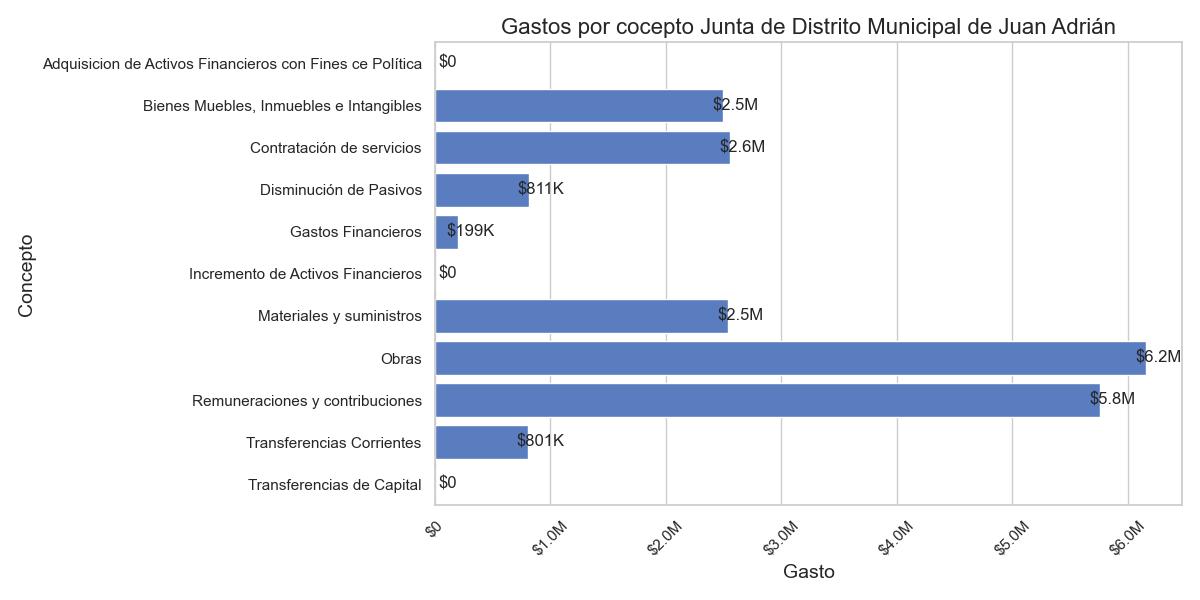 Gastos por cocepto Junta de Distrito Municipal de Juan Adrián
Concepto
Adquisicion de Activos Financieros con Fines ce Política $0
Bienes Muebles, Inmuebles e Intangibles $2.5M
Contratación de servicios $2.6M
Disminución de Pasivos $811K
Gastos Financieros $199K
Incremento de Activos Financieros $0
Materiales y suministros $2.5M
Obras $6.2M
Remuneraciones y contribuciones $5.8M
Transferencias Corrientes $801K
Transferencias de Capital $0
$0 $1.0M $2.0M $3.0M $4.0M $5.0M $6.0M
Gasto